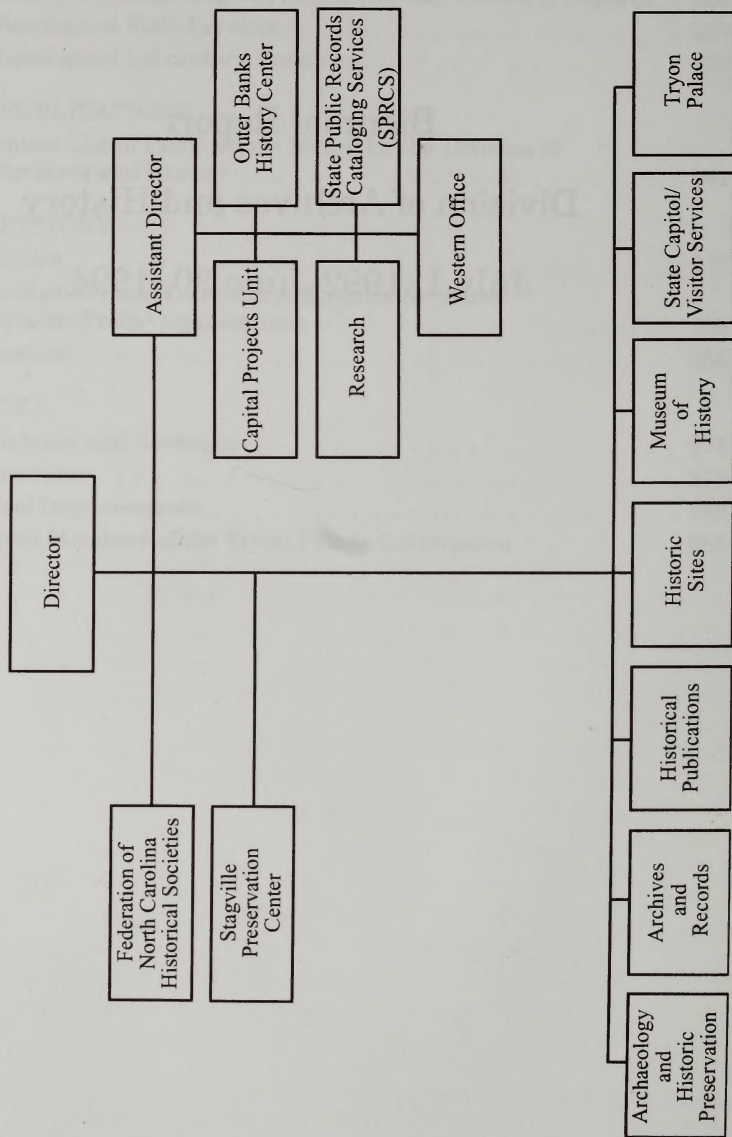 Director
Federation of
North Carolina
Historical Societies
Assistant Director
Stagville
Preservation
Center
Capital Projects Unit
Outer Banks
History Center
Research
State Public Records
Cataloging Services
(SPRCS)
Western Office
Archaeology
and
Historic
Preservation
Archives
and
Records
Historical
Publications
Historic
Sites
Museum
of
History
State Capitol/
Visitor Services
Tryon
Palace